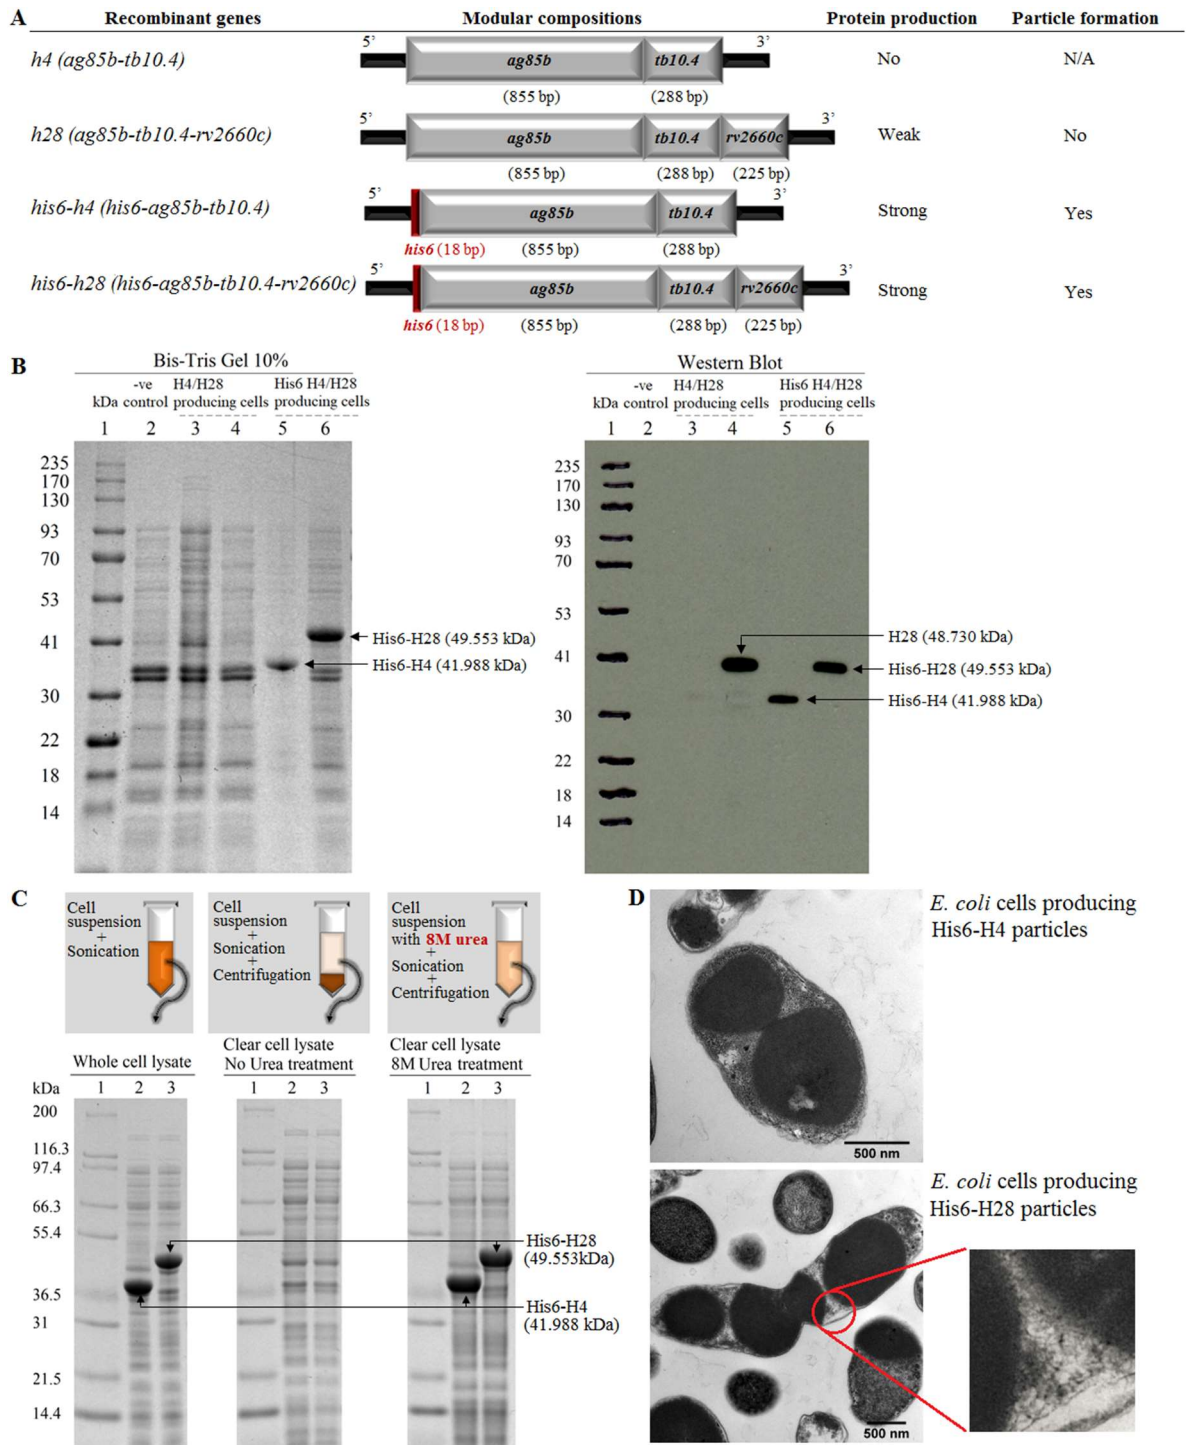 A Recombinant genes Modular compositions Protein production Particle formation
5’ 3’
h4 (ag85b-tb10.4) ag85b tb10.4 No N/A
(855 bp) (288 bp)
5’ 3’
h28 (ag85b-tb10.4-rv2660c) ag85b tb10.4 rv2660c Weak No
(855 bp) (288 bp) (225 bp)
5’ 3’
his6-h4 (his6-ag85b-tb10.4) ag85b tb10.4 Strong Yes
his6 (18 bp) (855 bp) (288 bp)
5’ 3’
his6-h28 (his6-ag85b-tb10.4-rv2660c) ag85b tb10.4 rv2660c Strong Yes
his6 (18 bp) (855 bp) (288 bp) (225 bp)
B
Bis-Tris Gel 10%
-ve H4/H28 His6 H4/H28
kDa control producing cells producing cells
1 2 3 4 5 6
235
170
130
93
70
53
41
30
22
18
14
His6-H28 (49.553 kDa)
His6-H4 (41.988 kDa)
Western Blot
-ve H4/H28 His6 H4/H28
kDa control producing cells producing cells
1 2 3 4 5 6
235
170
130
93
70
53
41
30
22
18
14
H28 (48.730 kDa)
His6-H28 (49.553 kDa)
His6-H4 (41.988 kDa)
C
Cell
suspension
+
Sonication
Cell
suspension
+
Sonication
+
Centrifugation
Cell
suspension
with 8M urea
+
Sonication
+
Centrifugation
Whole cell lysate
Clear cell lysate
No Urea treatment
Clear cell lysate
8M Urea treatment
kDa 1 2 3 1 2 3 1 2 3
200
116.3
97.4
66.3
55.4
36.5
31
21.5
14.4
His6-H28
(49.553kDa)
His6-H4
(41.988 kDa)
D
E. coli cells producing
His6-H4 particles
500 nm
E. coli cells producing
His6-H28 particles
500 nm